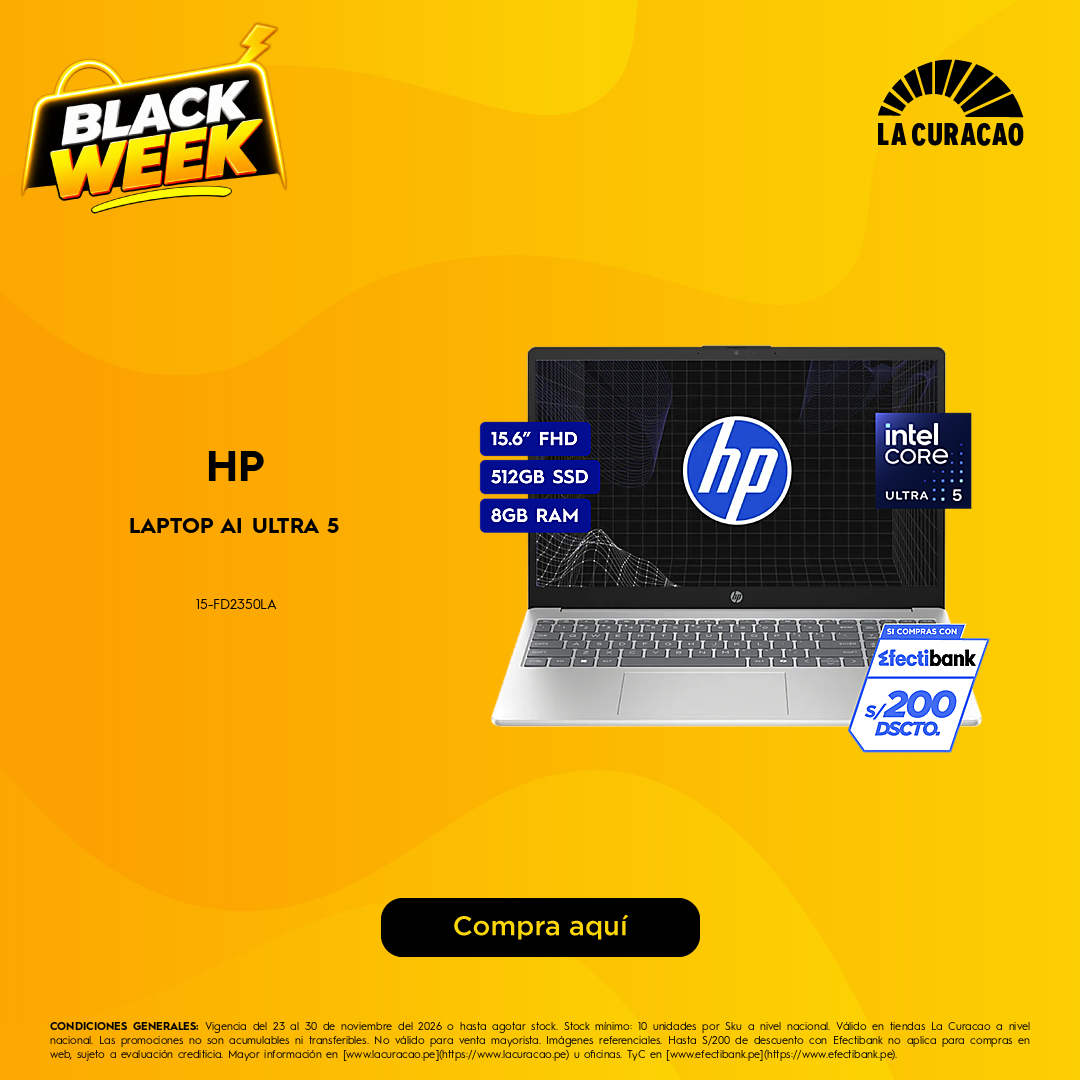 BLACK
WEEK
LA CURACAO
HP
LAPTOP AI ULTRA 5
15-FD2350LA
15.6” FHD
512GB SSD
8GB RAM
hp
intel
CORE
ULTRA 5
hp
SI COMPRAS CON
Efectibank
S/200
DSCTO.
Compra aquí
CONDICIONES GENERALES: Vigencia del 23 al 30 de noviembre del 2026 o hasta agotar stock. Stock mínimo: 10 unidades por Sku a nivel nacional. Válido en tiendas La Curacao a nivel
nacional. Las promociones no son acumulables ni transferibles. No válido para venta mayorista. Imágenes referenciales. Hasta S/200 de descuento con Efectibank no aplica para compras en
web, sujeto a evaluación crediticia. Mayor información en [www.lacuracao.pe](https://www.lacuracao.pe) u oficinas. TyC en [www.efectibank.pe](https://www.efectibank.pe).